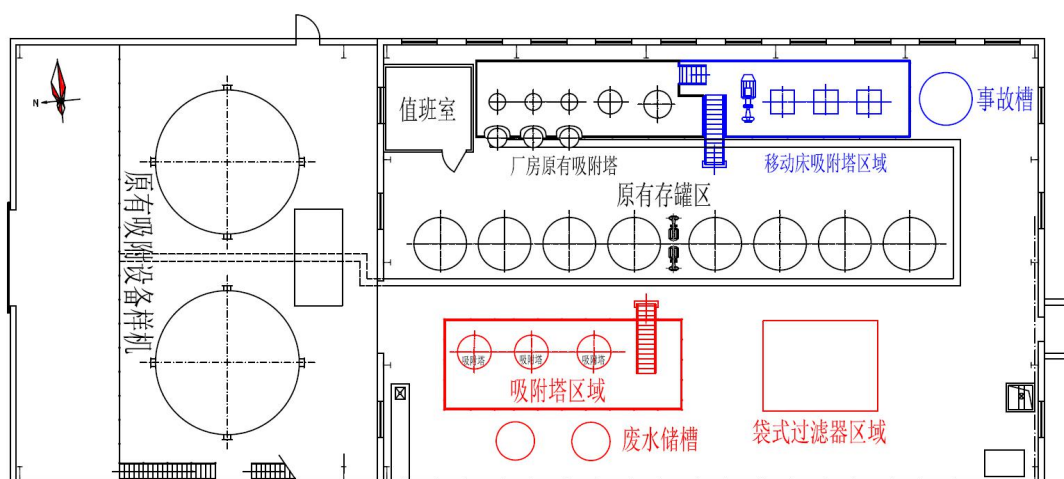 N
值班室
事故槽
厂房原有吸附塔
移动床吸附塔区域
原有存罐区
原有吸附设备样机
吸附塔
吸附塔
吸附塔
吸附塔区域
废水储槽
袋式过滤器区域